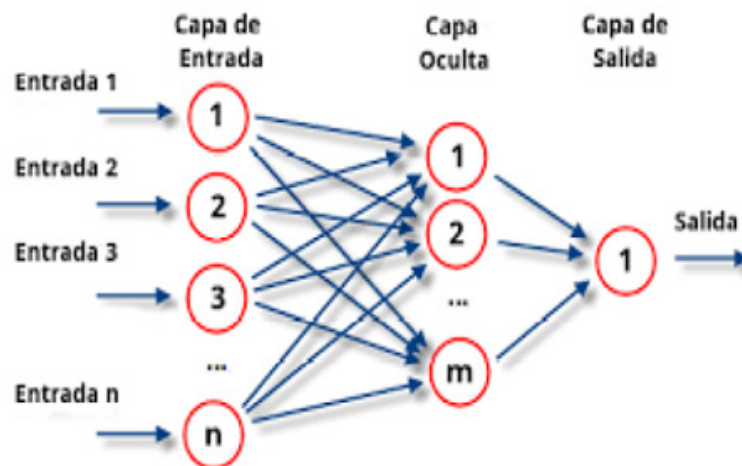 Capa de
Entrada
Capa
Oculta
Capa de
Salida
Entrada 1
1
1
Entrada 2
2
2
Salida
Entrada 3
3
1
...
...
m
Entrada n
n